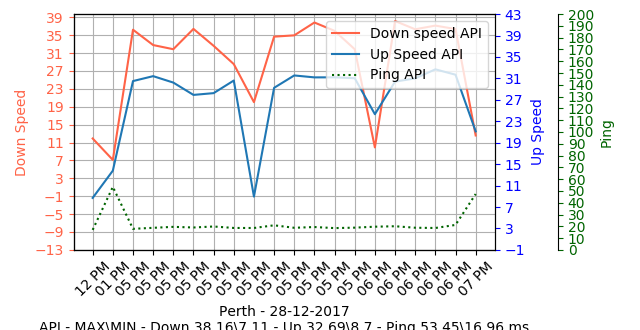 39
35
31
27
23
19
15
11
7
3
−1
−5
−9
−13
Down Speed
Down speed API
Up Speed API
Ping API
43
39
35
31
27
23
19
15
11
7
3
−1
Up Speed
200
190
180
170
160
150
140
130
120
110
100
90
80
70
60
50
40
30
20
10
0
Ping
12 PM
01 PM
05 PM
05 PM
05 PM
05 PM
05 PM
05 PM
05 PM
05 PM
05 PM
05 PM
05 PM
05 PM
06 PM
06 PM
06 PM
06 PM
06 PM
07 PM
Perth - 28-12-2017
API - MAX\MIN - Down 38.16\7.11 - Up 32.69\8.7 - Ping 53.45\16.96 ms